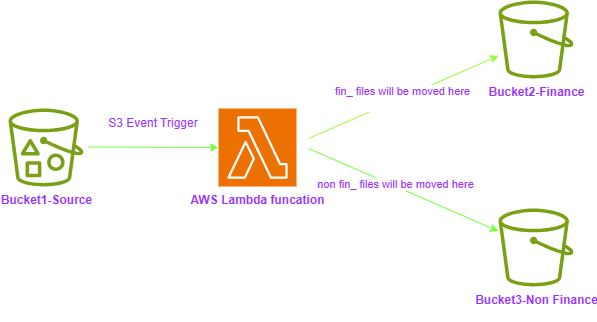 Bucket2-Finance
fin_ files will be moved here
S3 Event Trigger
Bucket1-Source
AWS Lambda funcation
non fin_ files will be moved here
Bucket3-Non Finance